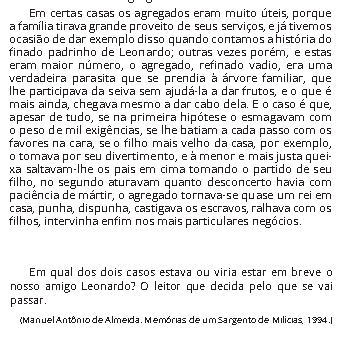 Em certas casas os agregados eram muito úteis, porque
a família tirava grande proveito de seus serviços, e já tivemos
ocasião de dar exemplo disso quando contamos a história do
finado padrinho de Leonardo; outras vezes porém, e estas
eram maior número, o agregado, refinado vadio, era uma
verdadeira parasita que se prendia à árvore familiar, que
lhe participava da seiva sem ajudá-la a dar frutos, e o que é
mais ainda, chegava mesmo a dar cabo dela. E o caso é que,
apesar de tudo, se na primeira hipótese o esmagavam com
o peso de mil exigências, se lhe batiam a cada passo com os
favores na cara, se o filho mais velho da casa, por exemplo,
o tomava por seu divertimento, e à menor e mais justa quei-
xa saltavam-lhe os pais em cima tomando o partido de seu
filho, no segundo aturavam quanto desconcerto havia com
paciência de mártir, o agregado tornava-se quase um rei em
casa, punha, dispunha, castigava os escravos, ralhava com os
filhos, intervinha enfim nos mais particulares negócios.
Em qual dos dois casos estava ou viria estar em breve o
nosso amigo Leonardo? O leitor que decida pelo que se vai
passar.
(Manuel Antônio de Almeida. Memórias de um Sargento de Milícias, 1994.)